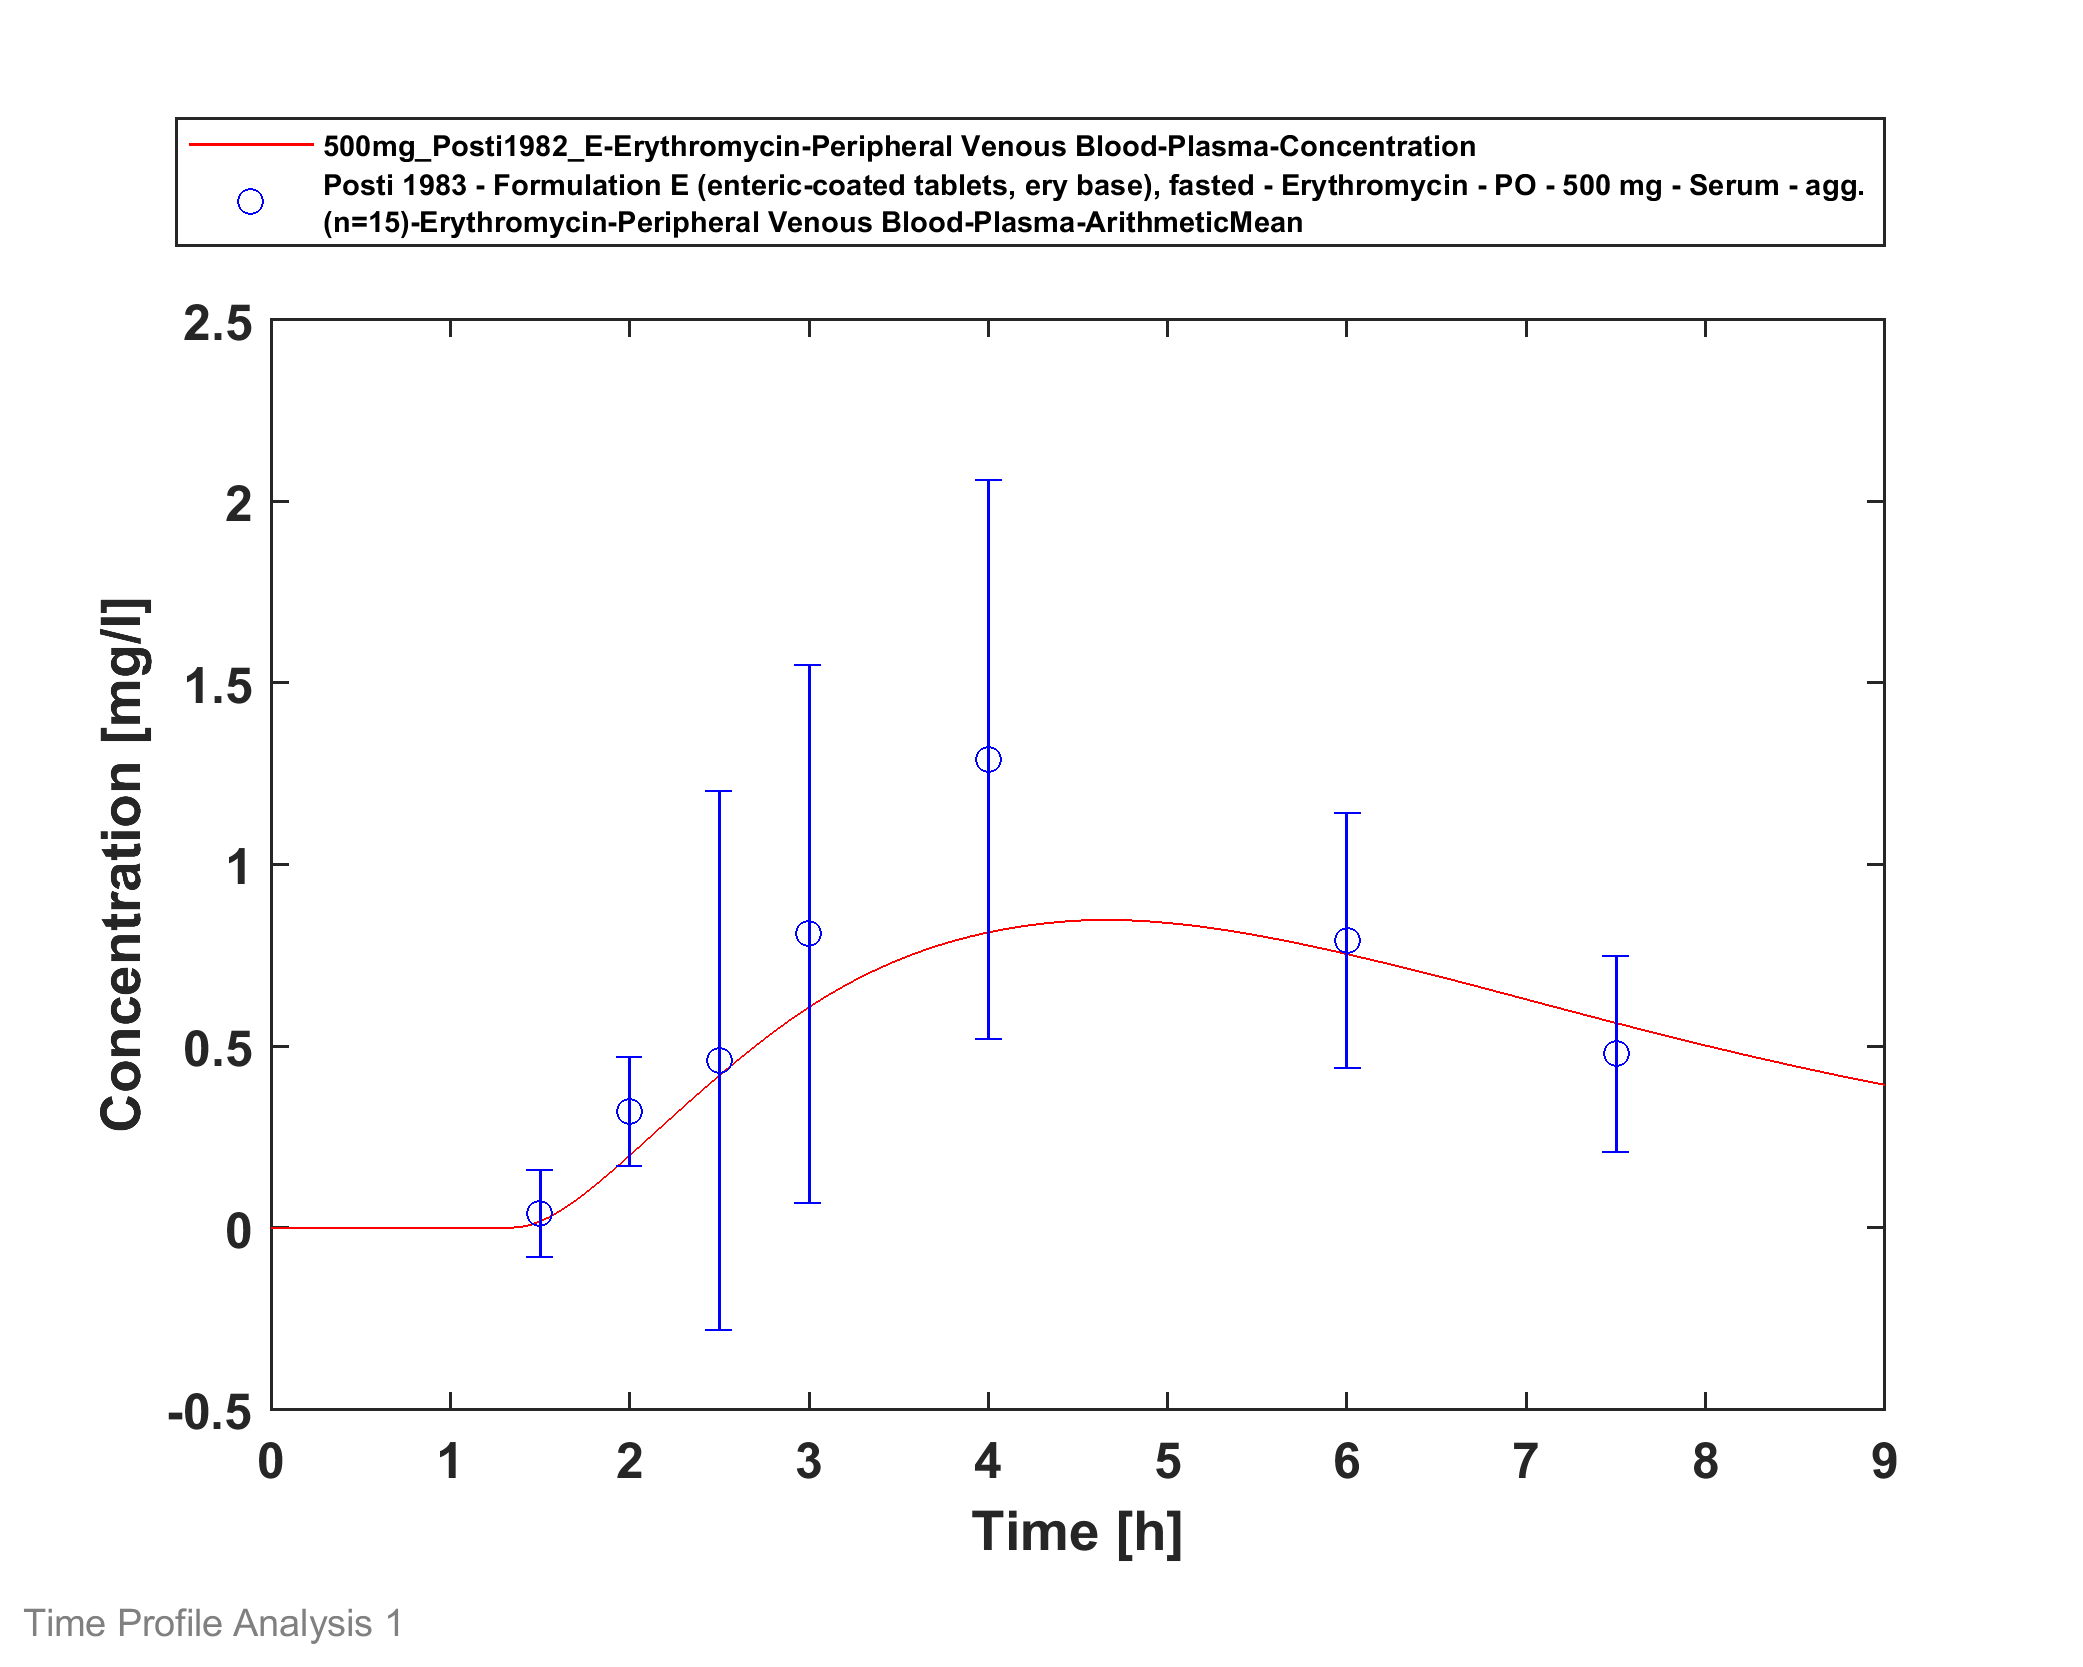 500mg_Posti1982_E-Erythromycin-Peripheral Venous Blood-Plasma-Concentration
Posti 1983 - Formulation E (enteric-coated tablets, ery base), fasted - Erythromycin - PO - 500 mg - Serum - agg.
(n=15)-Erythromycin-Peripheral Venous Blood-Plasma-ArithmeticMean
2.5
2
1.5
1
0.5
0
-0.5
Concentration [mg/l]
0 1 2 3 4 5 6 7 8 9
Time [h]
Time Profile Analysis 1